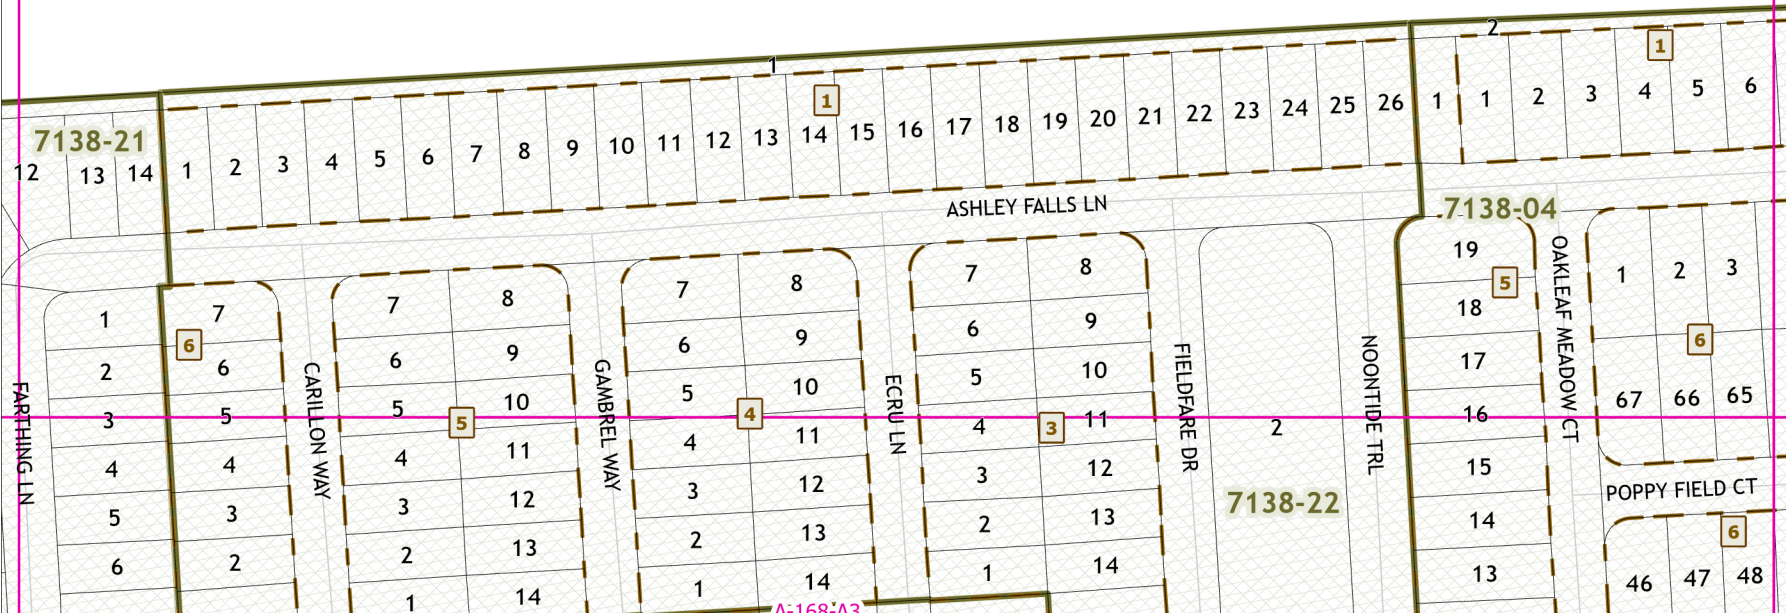 2
1
1
1
7138-21
12 13 14 1 2 3 4 5 6 7 8 9 10 11 12 13 14 15 16 17 18 19 20 21 22 23 24 25 26 1 1 2 3 4 5 6
ASHLEY FALLS LN
7138-04
7 8 7 8 7 8 19
1 7 5 1 2 3
6 9 6 9 6 9 18
6 6 6
2 5 10 5 10 5 10 17
3 5 4 11 4 11 4 11 16 67 66 65
5 4 3 2
4 4 3 12 3 12 3 12 15
FARTHING LN
CARILLON WAY
GAMBREL WAY
ECRU LN
FIELDFARE DR
NOONTIDE TRL
OAKLEAF MEADOW CT
POPPY FIELD CT
7138-22
5 3 2 13 2 13 2 13 14
6
6 2 1 14 1 14 1 14 13 46 47 48
A-168-A3